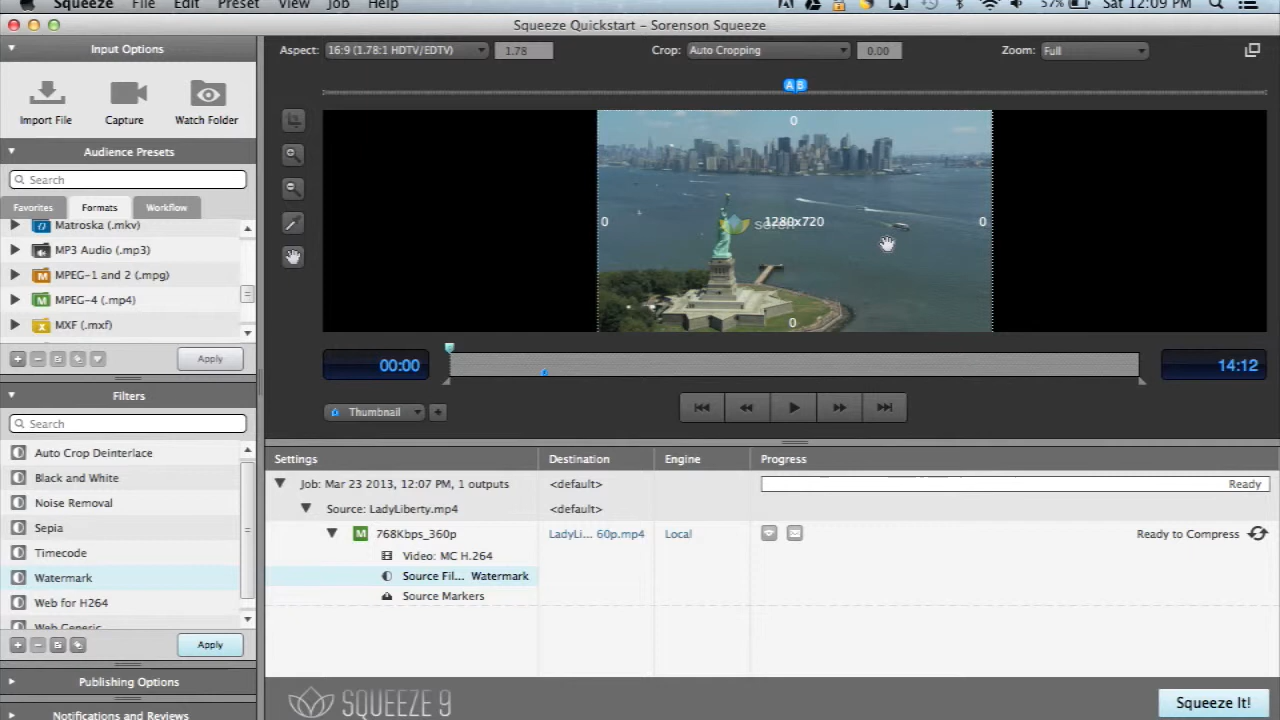 Squeeze File Edit Preset View Job Help 57% Sat 12:09 PM
Squeeze Quickstart – Sorenson Squeeze
Input Options
Import File Capture Watch Folder
Audience Presets
Search
Favorites Formats Workflow
Matroska (.mkv)
MP3 Audio (.mp3)
MPEG-1 and 2 (.mpg)
MPEG-4 (.mp4)
MXF (.mxf)
Apply
Filters
Search
Auto Crop Deinterlace
Black and White
Noise Removal
Sepia
Timecode
Watermark
Web for H264
Web Generic
Apply
Publishing Options
Notifications and Reviews
Aspect: 16:9 (1.78:1 HDTV/EDTV) 1.78 Crop: Auto Cropping 0.00 Zoom: Full
A B
0
0 1280x720 0
0
00:00 14:12
Thumbnail
Settings Destination Engine Progress
Job: Mar 23 2013, 12:07 PM, 1 outputs <default> Ready
Source: LadyLiberty.mp4 <default>
M 768Kbps_360p LadyLi... 60p.mp4 Local Ready to Compress
Video: MC H.264
Source Fil... Watermark
Source Markers
SQUEEZE 9 Squeeze It!